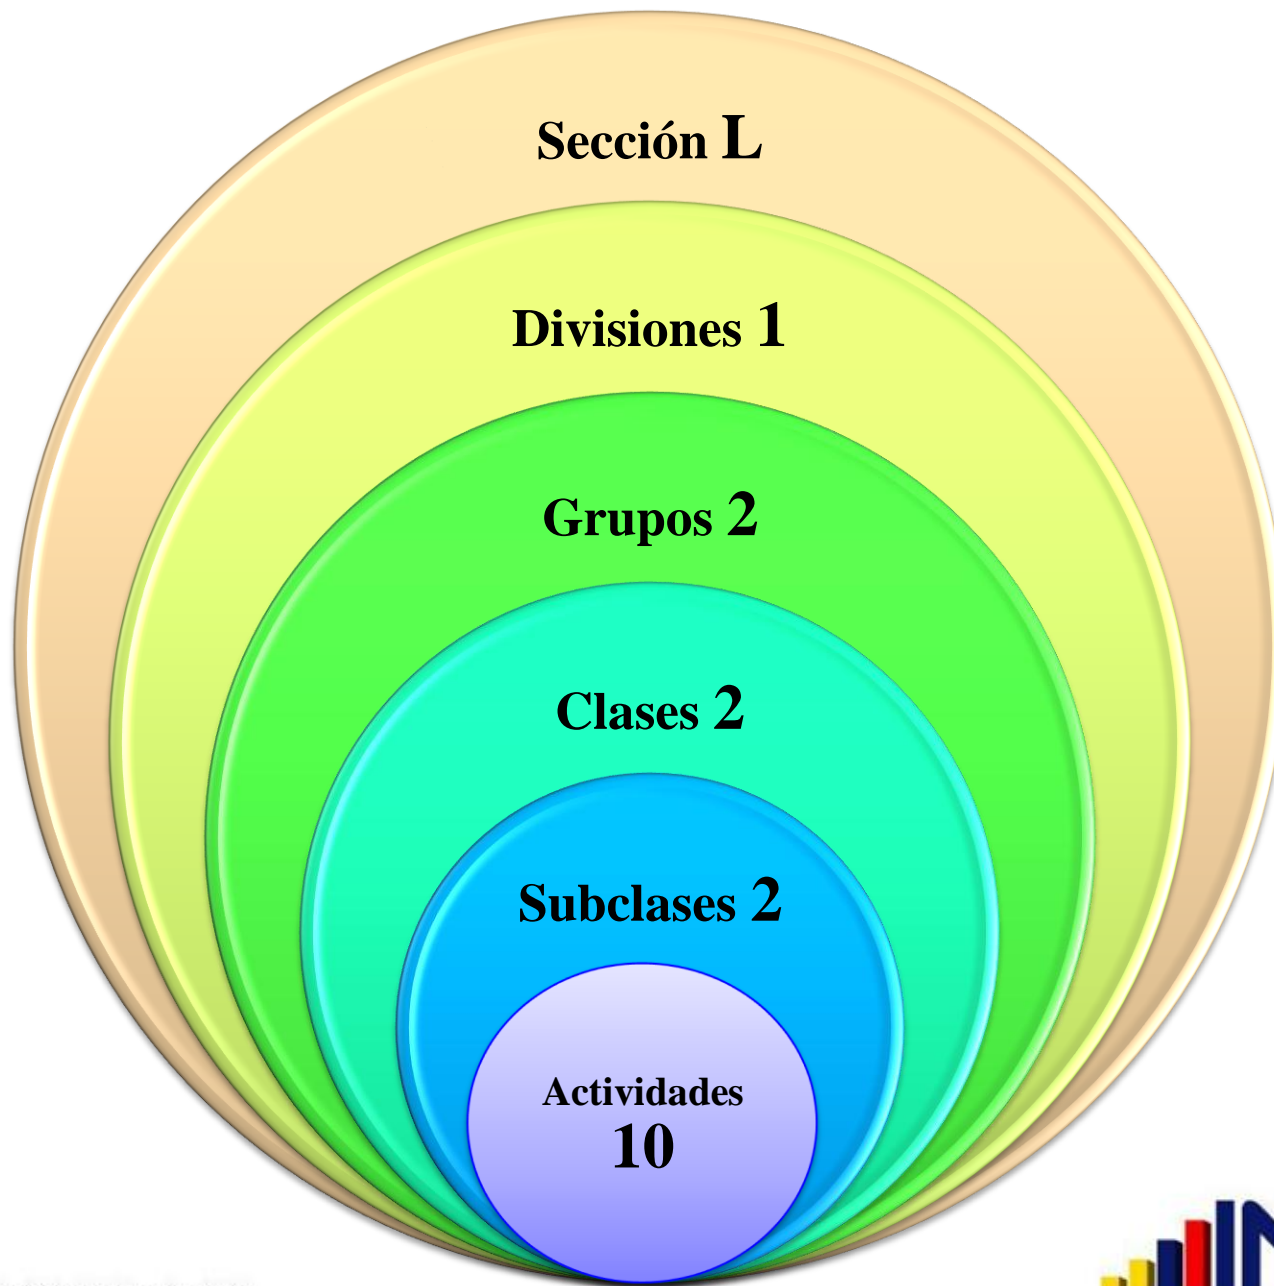 Sección L
Divisiones 1
Grupos 2
Clases 2
Subclases 2
Actividades
10